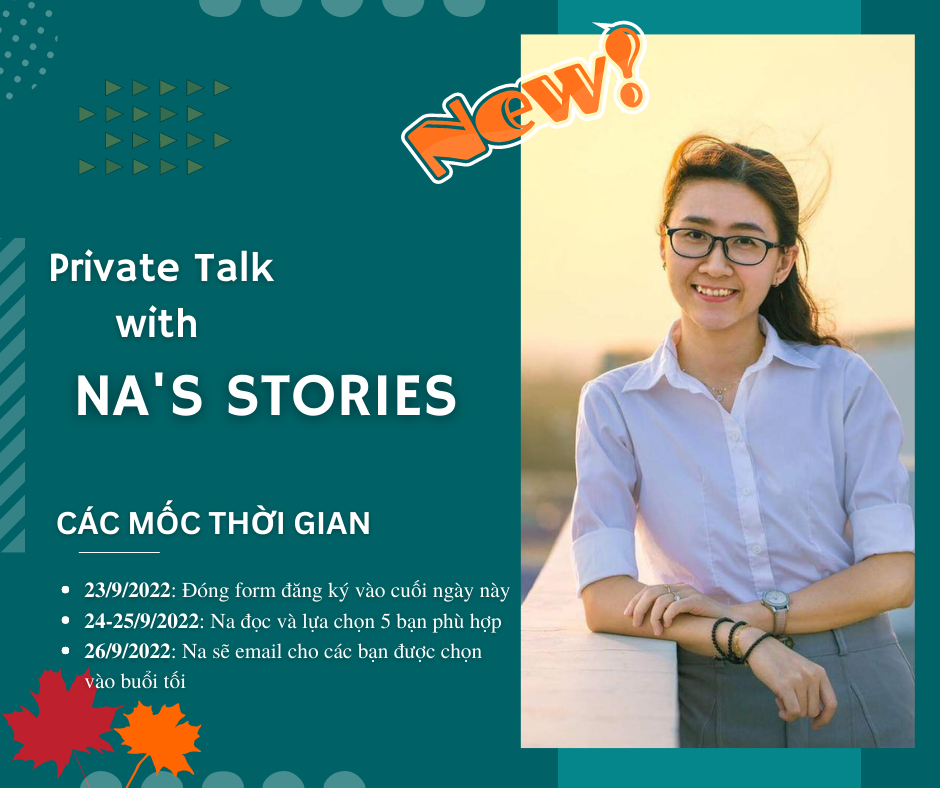 New!
Private Talk
with
NA'S STORIES
CÁC MỐC THỜI GIAN
23/9/2022: Đóng form đăng ký vào cuối ngày này
24-25/9/2022: Na đọc và lựa chọn 5 bạn phù hợp
26/9/2022: Na sẽ email cho các bạn được chọn
vào buổi tối